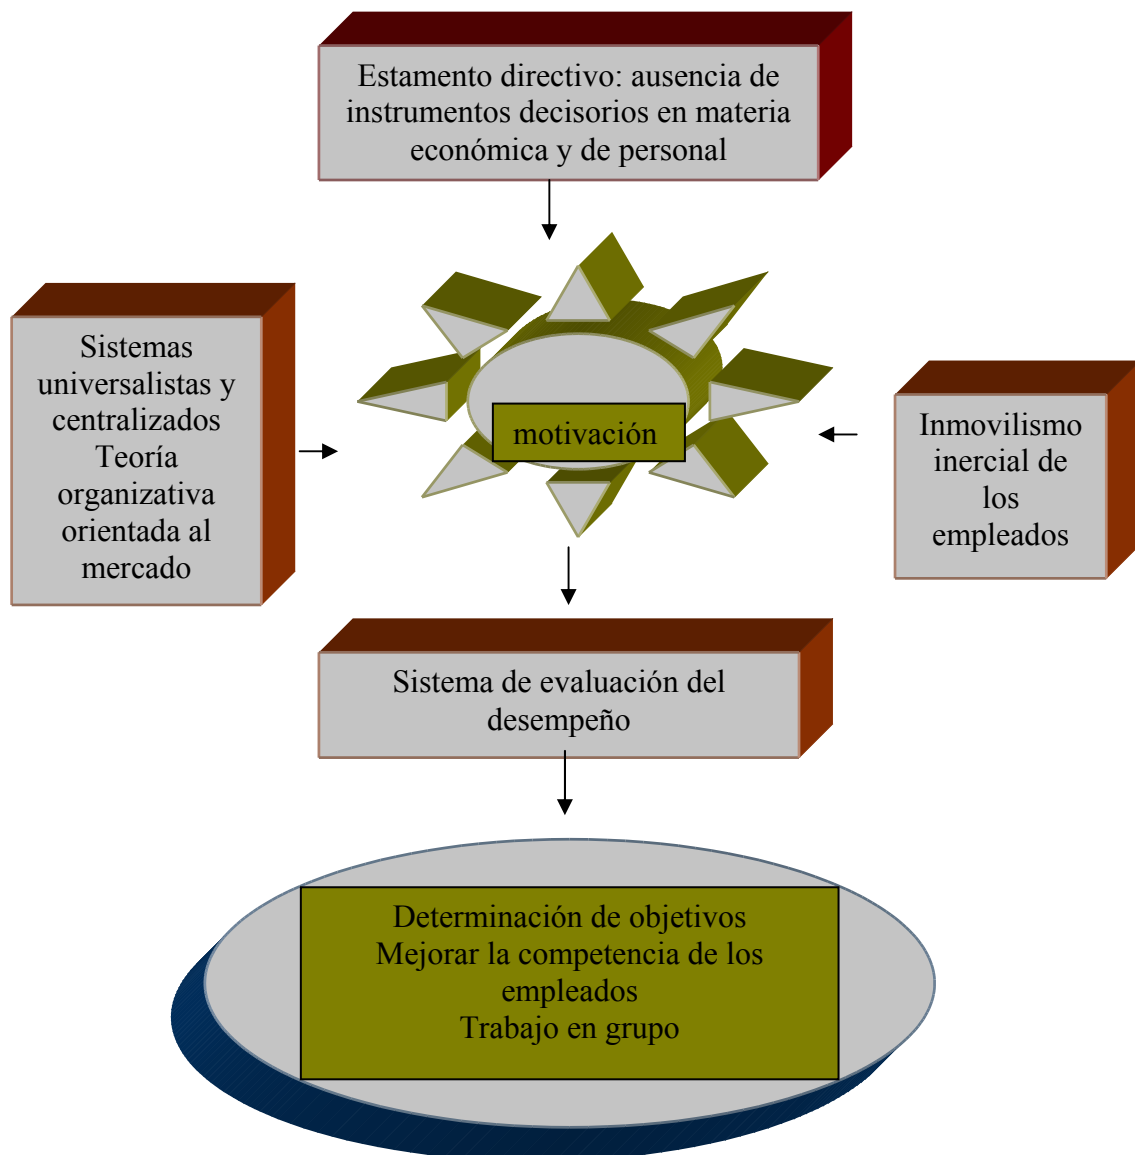 Estamento directivo: ausencia de
instrumentos decisorios en materia
económica y de personal
Sistemas
universalistas y
centralizados
Teoría
organizativa
orientada al
mercado
motivación
Inmovilismo
inercial de
los
empleados
Sistema de evaluación del
desempeño
Determinación de objetivos
Mejorar la competencia de los
empleados
Trabajo en grupo